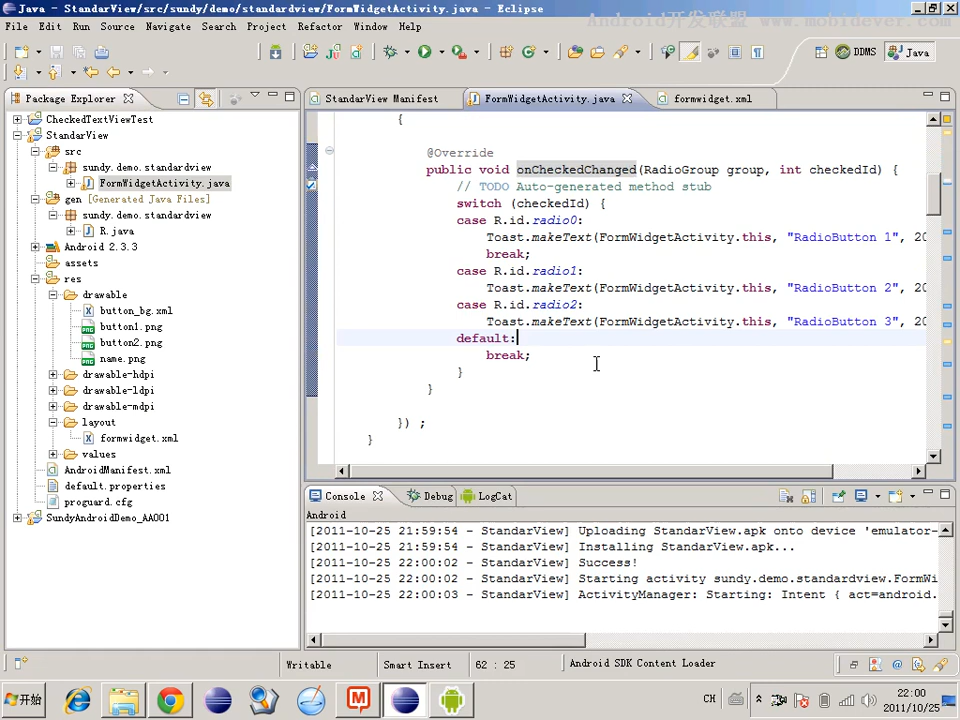 Java - StandarView/src/sundy/demo/standardview/FormWidgetActivity.java - Eclipse
Android开发联盟 www.mobidever.com
File Edit Run Source Navigate Search Project Refactor Window Help
DDMS Java
Package Explorer
StandarView Manifest FormWidgetActivity.java formwidget.xml
CheckedTextViewTest
StandarView
src
sundy.demo.standardview
FormWidgetActivity.java
gen [Generated Java Files]
sundy.demo.standardview
R.java
Android 2.3.3
assets
res
drawable
button_bg.xml
button1.png
button2.png
name.png
drawable-hdpi
drawable-ldpi
drawable-mdpi
layout
formwidget.xml
values
AndroidManifest.xml
default.properties
proguard.cfg
SundyAndroidDemo_AA001
{
@Override
public void onCheckedChanged(RadioGroup group, int checkedId) {
// TODO Auto-generated method stub
switch (checkedId) {
case R.id.radio0:
Toast.makeText(FormWidgetActivity.this, "RadioButton 1", 20
break;
case R.id.radio1:
Toast.makeText(FormWidgetActivity.this, "RadioButton 2", 20
case R.id.radio2:
Toast.makeText(FormWidgetActivity.this, "RadioButton 3", 20
default:
break;
}
}
}) ;
}
Console Debug LogCat
Android
[2011-10-25 21:59:54 - StandarView] Uploading StandarView.apk onto device 'emulator-
[2011-10-25 21:59:54 - StandarView] Installing StandarView.apk...
[2011-10-25 22:00:02 - StandarView] Success!
[2011-10-25 22:00:02 - StandarView] Starting activity sundy.demo.standardview.FormWi
[2011-10-25 22:00:03 - StandarView] ActivityManager: Starting: Intent { act=android.
Writable Smart Insert 62 : 25 Android SDK Content Loader
开始 CH 22:00
2011/10/25